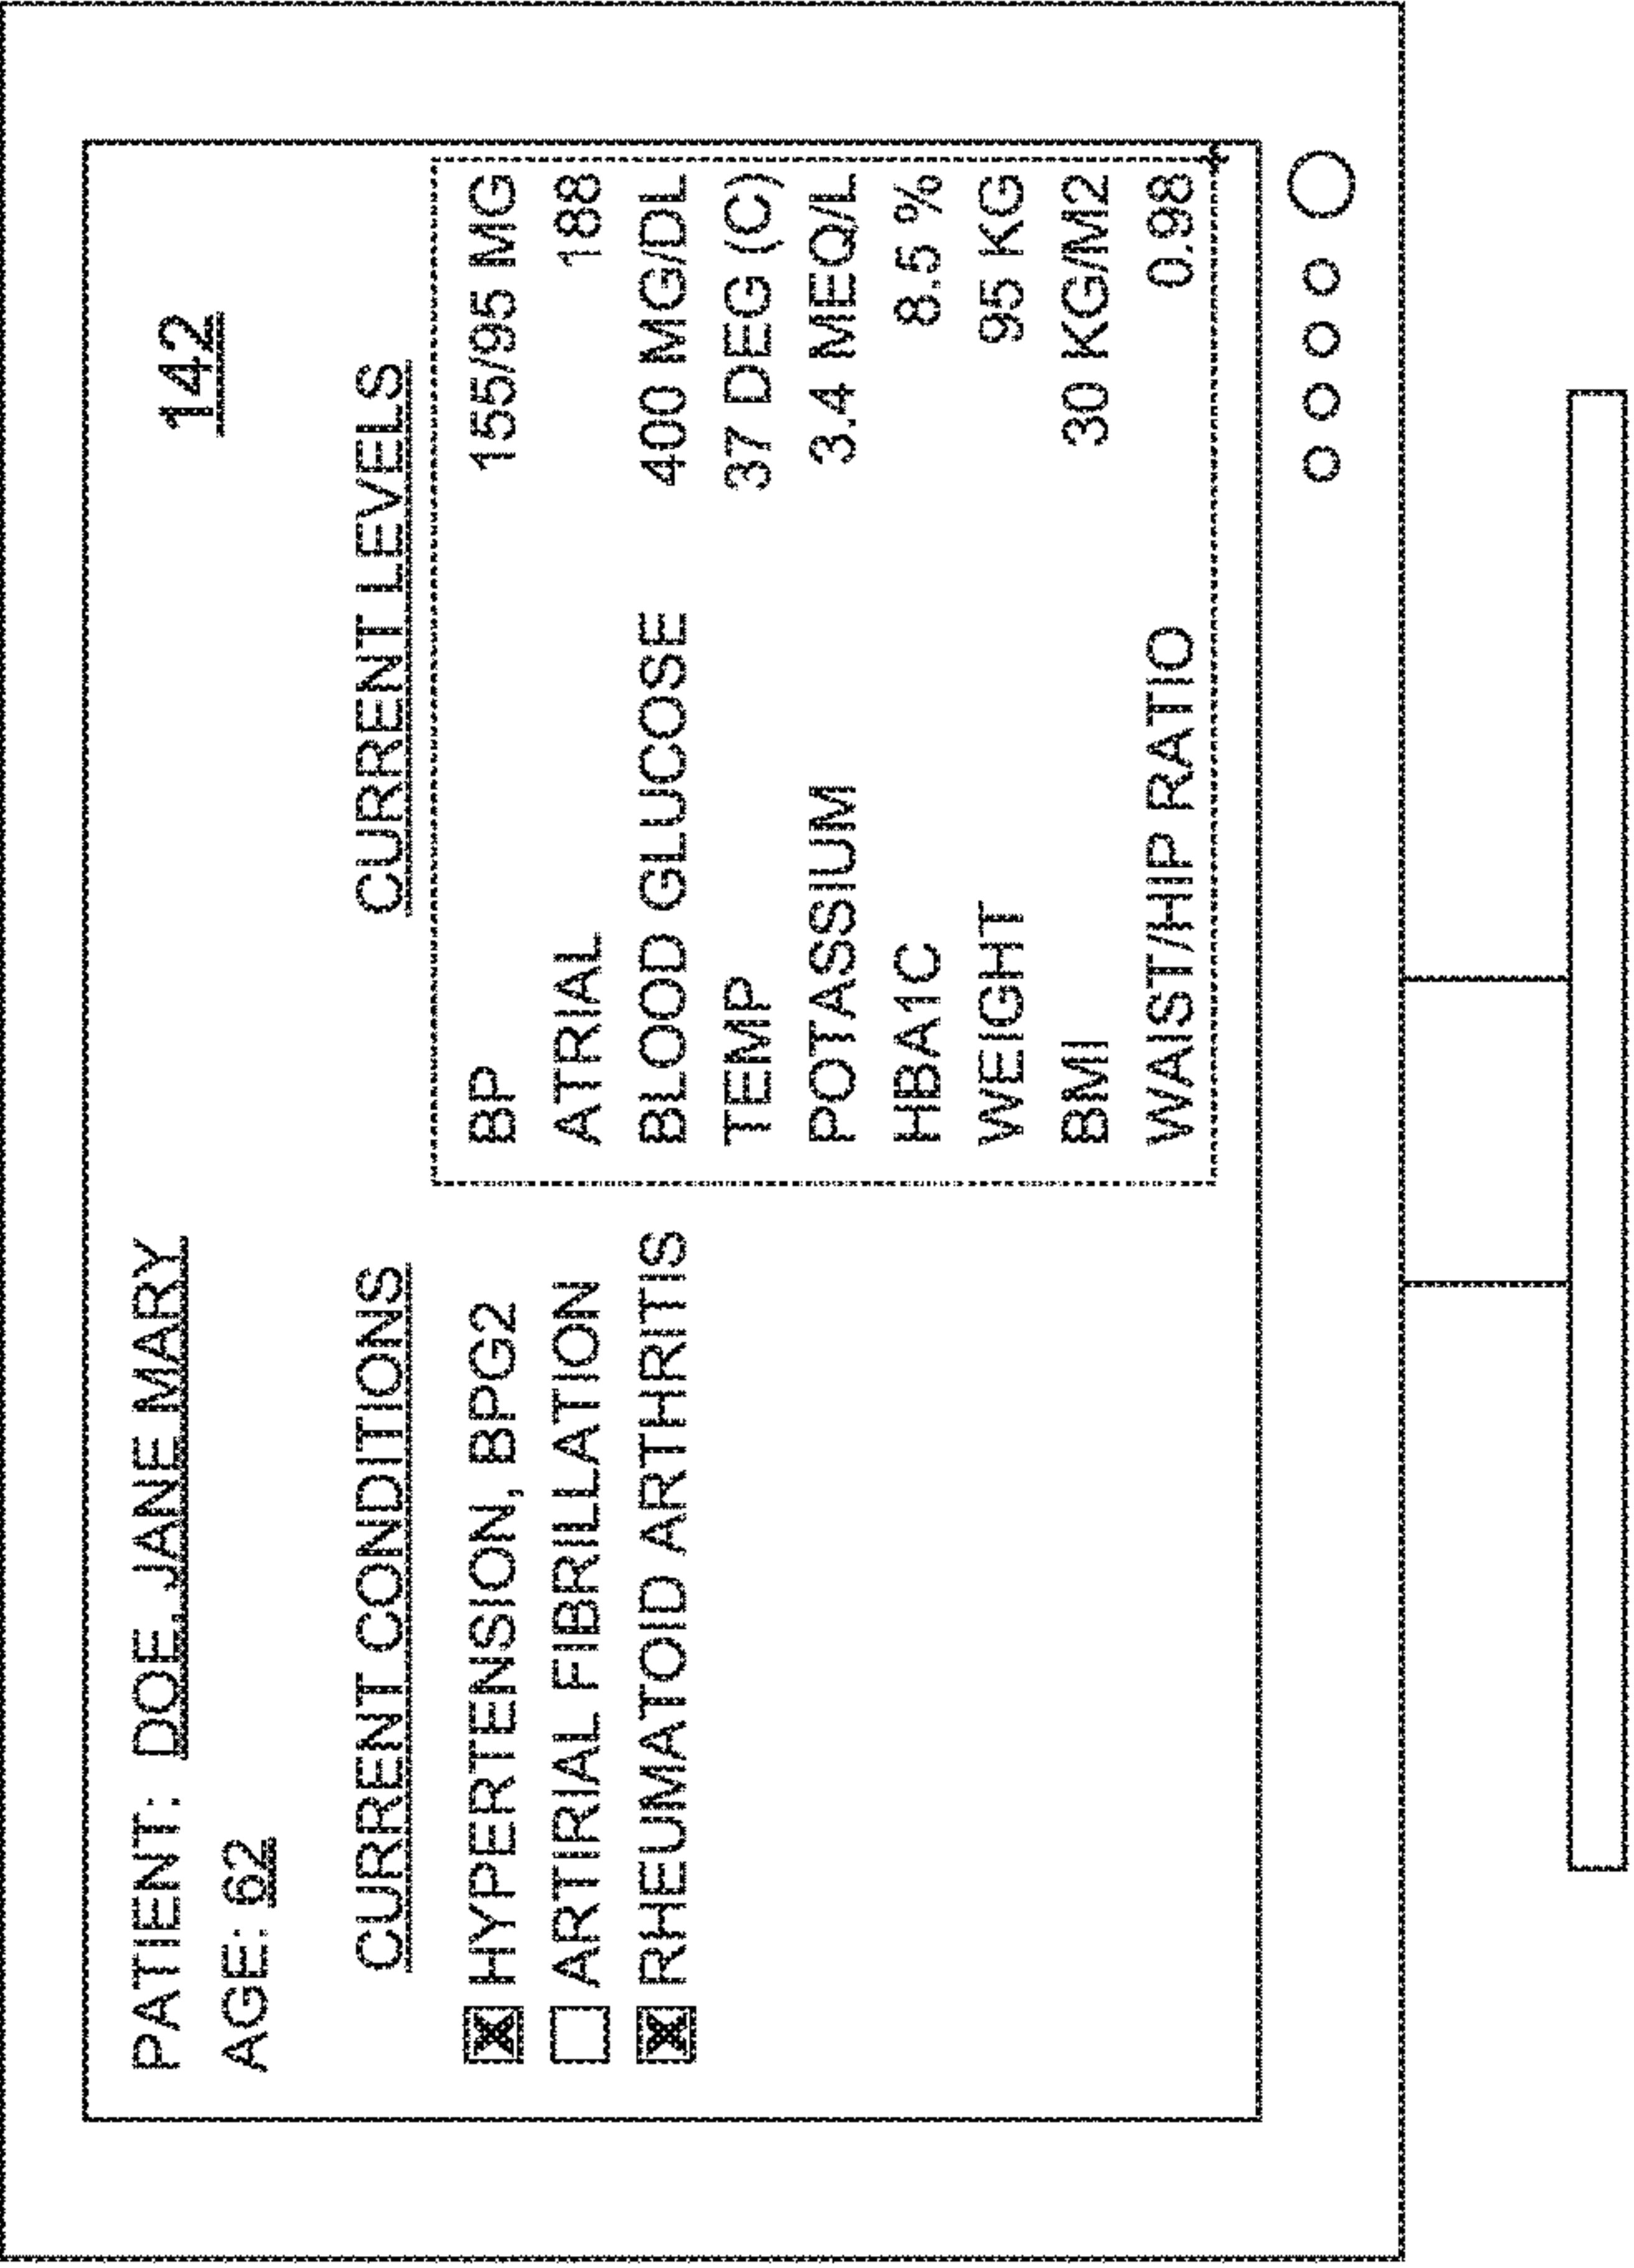 142
PATIENT: DOE, JANE MARY
AGE: 62
CURRENT CONDITIONS
HYPERTENSION, BPG2
ARTIRIAL FIBRILLATION
RHEUMATOID ARTHRITIS
CURRENT LEVELS
BP 155/95 MG
ATRIAL 188
BLOOD GLUCOSE 400 MG/DL
TEMP 37 DEG (C)
POTASSIUM 3.4 MEQ/L
HBA1C 8.5 %
WEIGHT 95 KG
BMI 30 KG/M2
WAIST/HIP RATIO 0.98